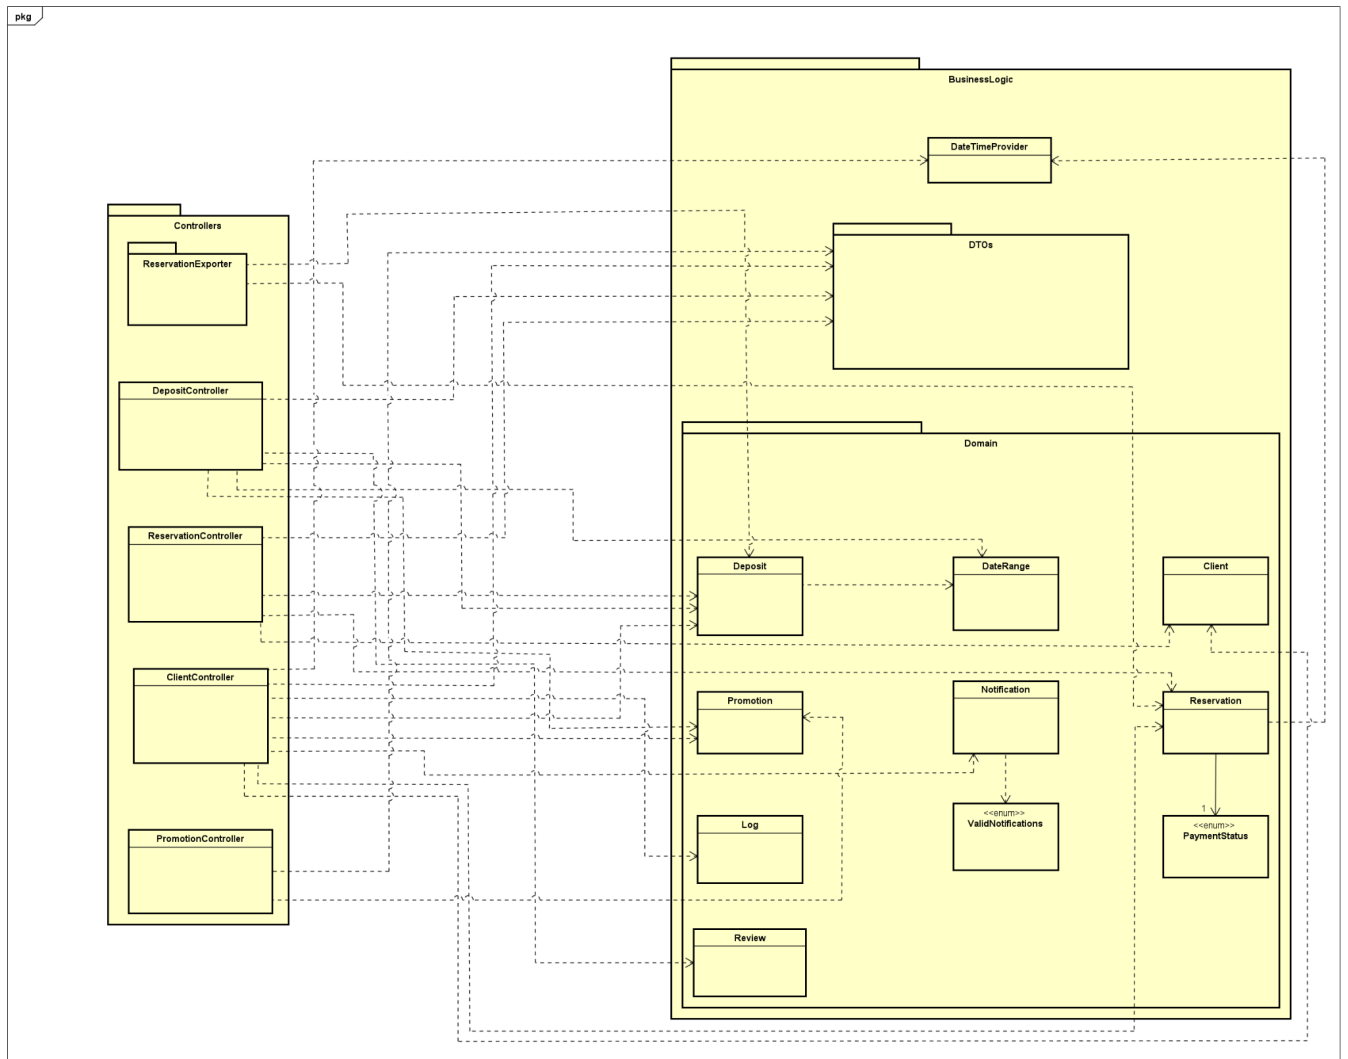 pkg
BusinessLogic
DateTimeProvider
Controllers
DTOs
ReservationExporter
DepositController
Domain
ReservationController
Deposit
DateRange
Client
ClientController
Promotion
Notification
Reservation
1
Log
<<enum>>
ValidNotifications
<<enum>>
PaymentStatus
PromotionController
Review